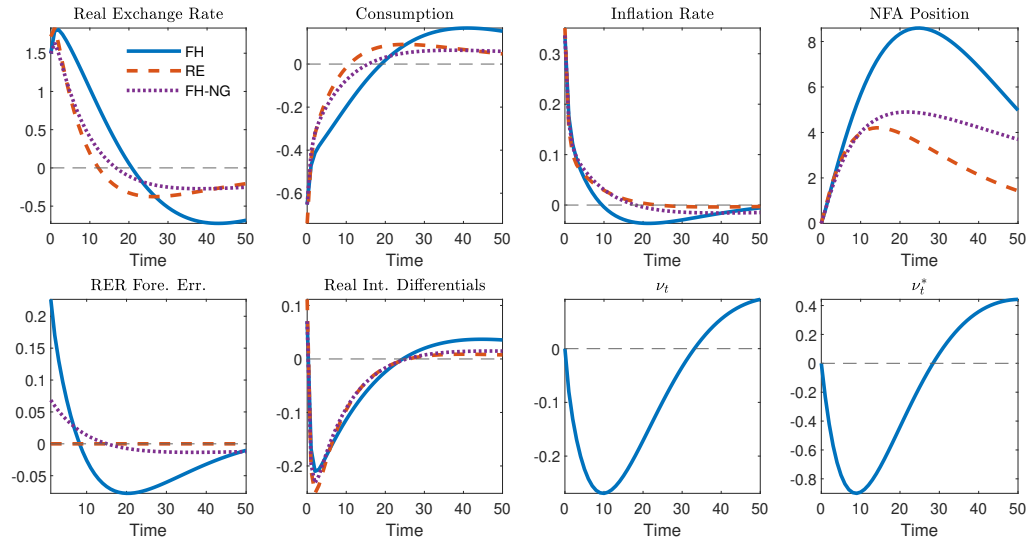 Real Exchange Rate
1.5
1
0.5
0
-0.5
0 10 20 30 40 50
Time
FH
RE
FH-NG
Consumption
0
-0.2
-0.4
-0.6
0 10 20 30 40 50
Time
Inflation Rate
0.3
0.2
0.1
0
0 10 20 30 40 50
Time
NFA Position
8
6
4
2
0
0 10 20 30 40 50
Time
RER Fore. Err.
0.2
0.15
0.1
0.05
0
-0.05
10 20 30 40 50
Time
Real Int. Differentials
0.1
0
-0.1
-0.2
0 10 20 30 40 50
Time
νₜ
0
-0.1
-0.2
0 10 20 30 40 50
Time
νₜ*
0.4
0.2
0
-0.2
-0.4
-0.6
-0.8
0 10 20 30 40 50
Time